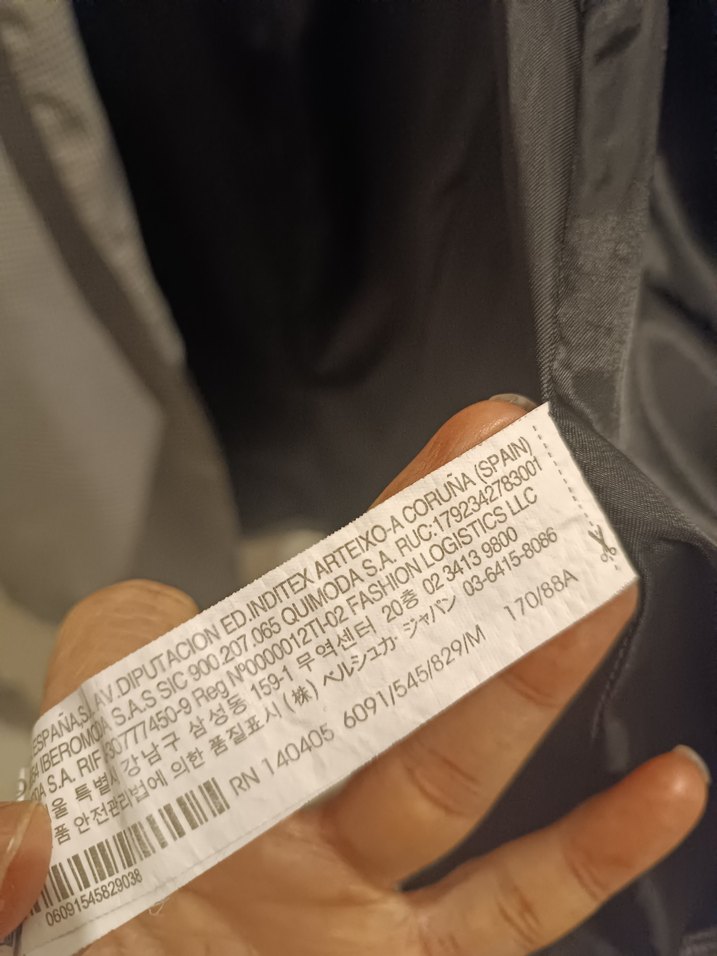 ESPAÑA,S.L AV.DIPUTACION ED.INDITEX ARTEIXO-A CORUÑA (SPAIN)
IBEROMODA S.A.S SIC 900.207.065 QUIMODA S.A. RUC:1792342783001
S.A. RIF 30777450-9 Reg Nº0000012TI-02 FASHION LOGISTICS LLC
울 특별시 강남구 삼성동 159-1 무역센터 20층 02 3413 9800
품 안전관리법에 의한 품질표시 (株) ベルシュカ･ジャパン 03-6415-8086
RN 140405 6091/545/829/M 170/88A
06091545829038